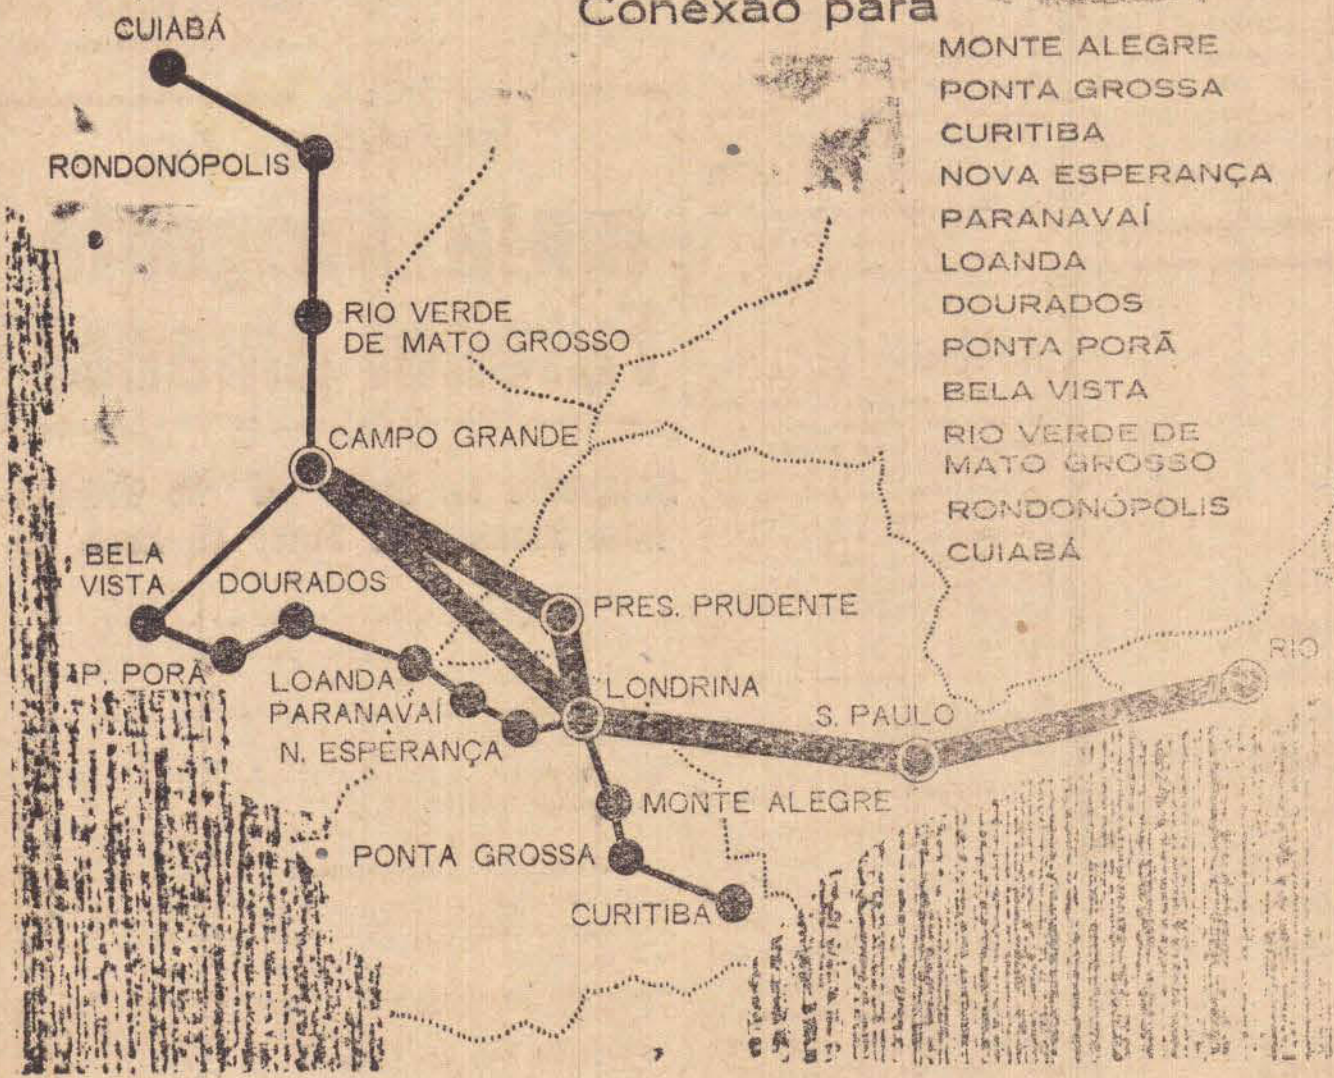 Conexão para
MONTE ALEGRE
PONTA GROSSA
CURITIBA
NOVA ESPERANÇA
PARANAVAÍ
LOANDA
DOURADOS
PONTA PORÃ
BELA VISTA
RIO VERDE DE
MATO GROSSO
RONDONÓPOLIS
CUIABÁ
CUIABÁ
RONDONÓPOLIS
RIO VERDE
DE MATO GROSSO
CAMPO GRANDE
BELA
VISTA
DOURADOS
PRES. PRUDENTE
P. PORÃ
LOANDA
LONDRINA
RIO
PARANAVAÍ
S. PAULO
N. ESPERANÇA
MONTE ALEGRE
PONTA GROSSA
CURITIBA